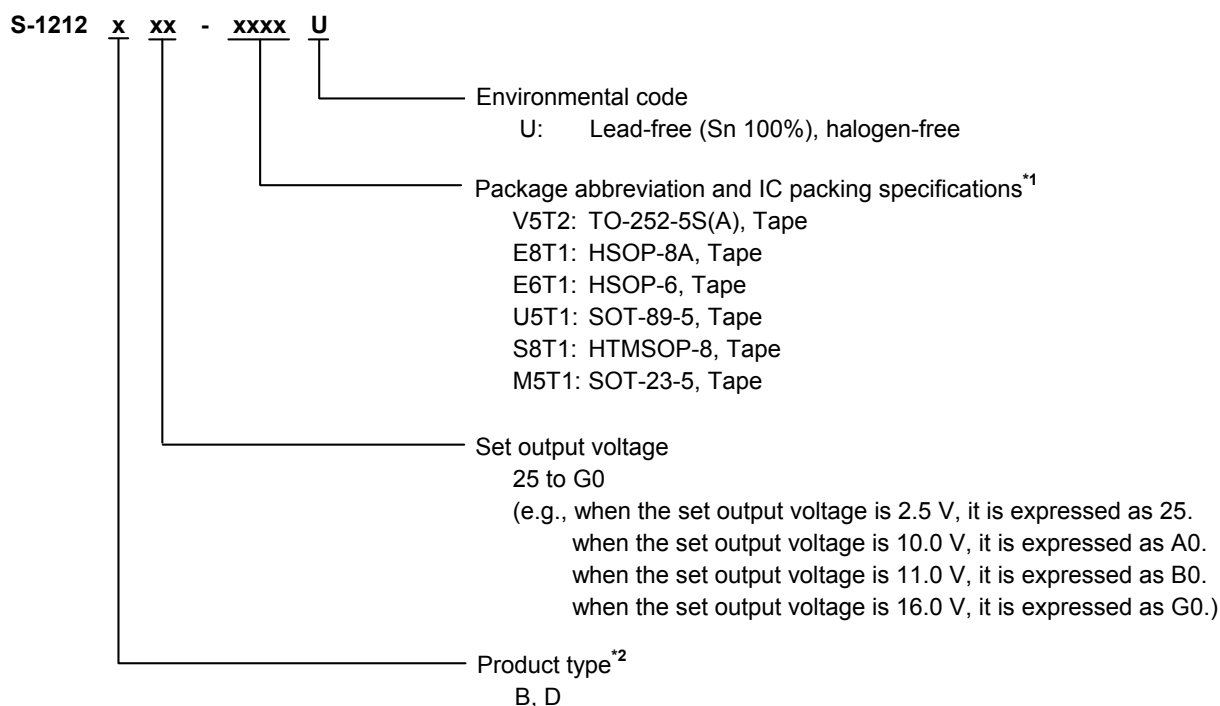 S-1212 x xx - xxxx U
Environmental code
U: Lead-free (Sn 100%), halogen-free
Package abbreviation and IC packing specifications*1
V5T2: TO-252-5S(A), Tape
E8T1: HSOP-8A, Tape
E6T1: HSOP-6, Tape
U5T1: SOT-89-5, Tape
S8T1: HTMSOP-8, Tape
M5T1: SOT-23-5, Tape
Set output voltage
25 to G0
(e.g., when the set output voltage is 2.5 V, it is expressed as 25.
when the set output voltage is 10.0 V, it is expressed as A0.
when the set output voltage is 11.0 V, it is expressed as B0.
when the set output voltage is 16.0 V, it is expressed as G0.)
Product type*2
B, D